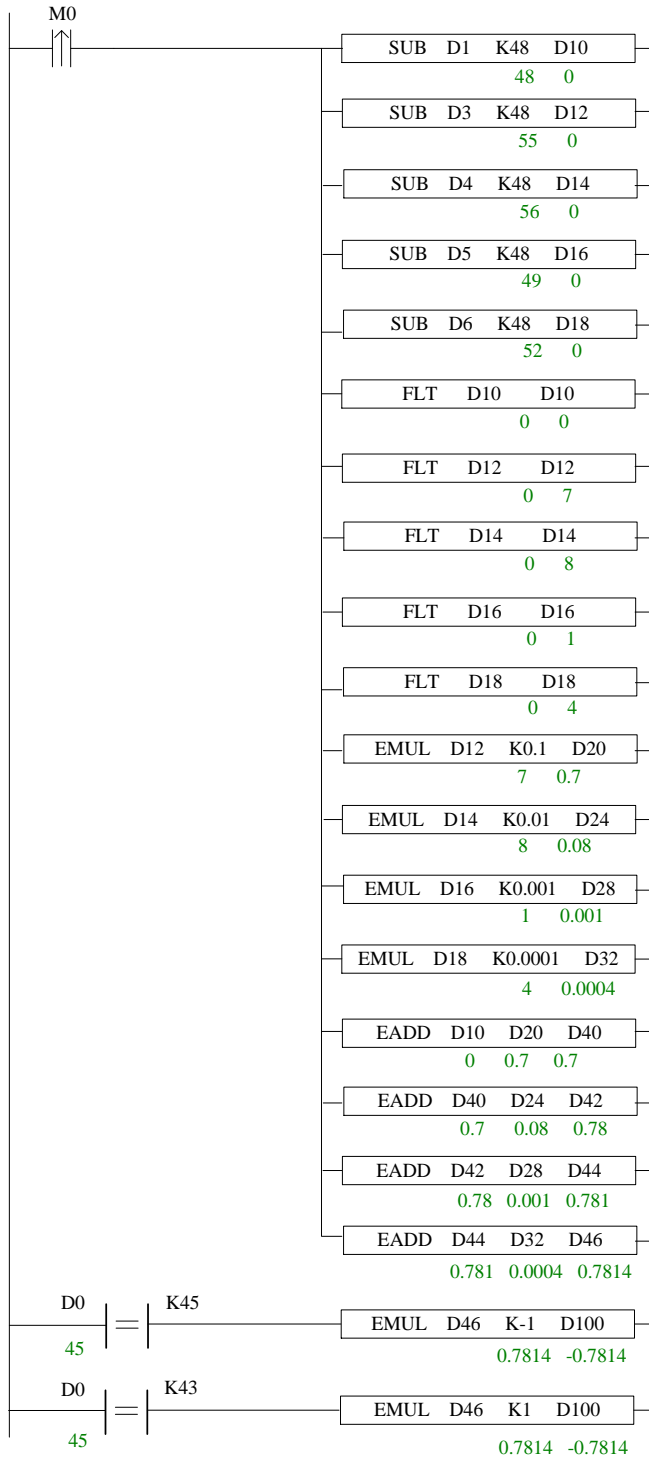 M0
SUB D1 K48 D10
48 0
SUB D3 K48 D12
55 0
SUB D4 K48 D14
56 0
SUB D5 K48 D16
49 0
SUB D6 K48 D18
52 0
FLT D10 D10
0 0
FLT D12 D12
0 7
FLT D14 D14
0 8
FLT D16 D16
0 1
FLT D18 D18
0 4
EMUL D12 K0.1 D20
7 0.7
EMUL D14 K0.01 D24
8 0.08
EMUL D16 K0.001 D28
1 0.001
EMUL D18 K0.0001 D32
4 0.0004
EADD D10 D20 D40
0 0.7 0.7
EADD D40 D24 D42
0.7 0.08 0.78
EADD D42 D28 D44
0.78 0.001 0.781
EADD D44 D32 D46
0.781 0.0004 0.7814
D0 = K45 EMUL D46 K-1 D100
45 0.7814 -0.7814
D0 = K43 EMUL D46 K1 D100
45 0.7814 -0.7814